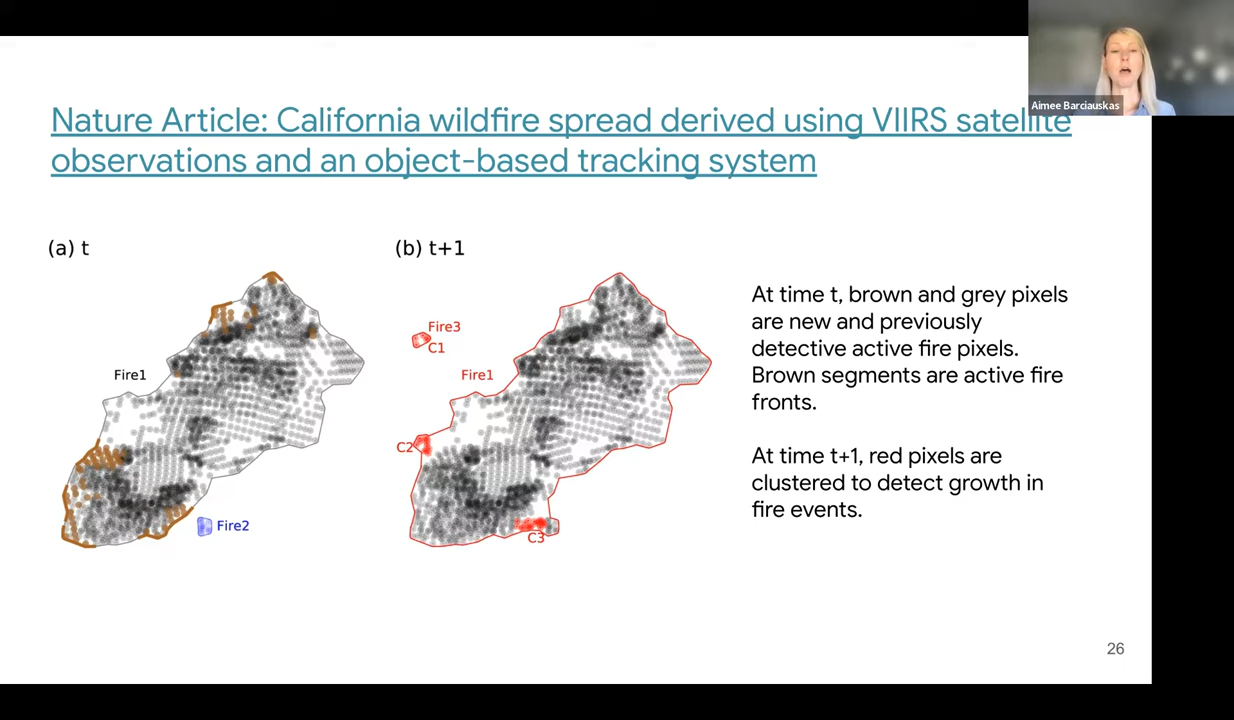 Aimee Barciauskas
Nature Article: California wildfire spread derived using VIIRS satellite
observations and an object-based tracking system
(a) t
(b) t+1
Fire3
C1
Fire1
Fire1
C2
Fire2
C3
At time t, brown and grey pixels
are new and previously
detective active fire pixels.
Brown segments are active fire
fronts.
At time t+1, red pixels are
clustered to detect growth in
fire events.
26